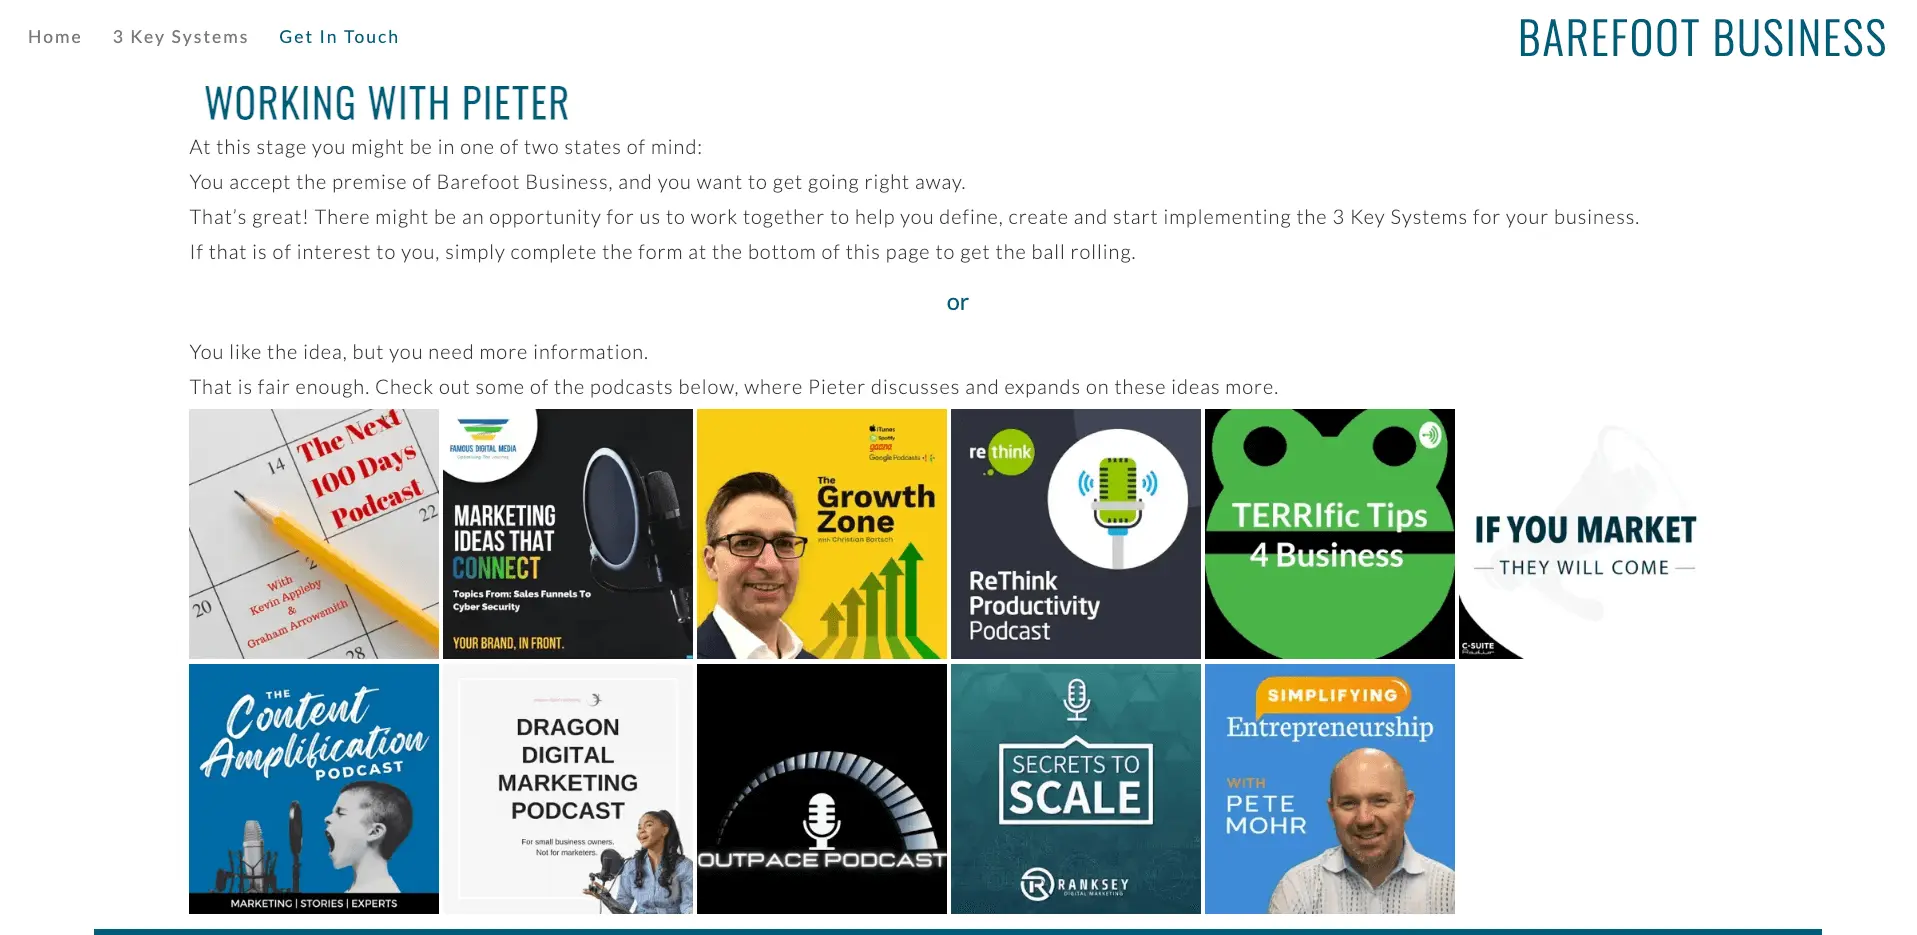 Home 3 Key Systems Get In Touch
BAREFOOT BUSINESS
WORKING WITH PIETER
At this stage you might be in one of two states of mind:
You accept the premise of Barefoot Business, and you want to get going right away.
That’s great! There might be an opportunity for us to work together to help you define, create and start implementing the 3 Key Systems for your business.
If that is of interest to you, simply complete the form at the bottom of this page to get the ball rolling.
or
You like the idea, but you need more information.
That is fair enough. Check out some of the podcasts below, where Pieter discusses and expands on these ideas more.
The Next
100 Days
Podcast
14
22
2
20
28
With
Kevin Appleby
&
Graham Arrowsmith
FAMOUS DIGITAL MEDIA
MARKETING
IDEAS THAT
CONNECT
Topics From: Sales Funnels To
Cyber Security
YOUR BRAND, IN FRONT.
iTunes
Spotify
gaana
Google Podcasts
The
Growth
Zone
with Christian Bartsch
re think
ReThink
Productivity
Podcast
TERRIfic Tips
4 Business
IF YOU MARKET
THEY WILL COME
C-SUITE
Radio
THE
Content
Amplification
PODCAST
MARKETING | STORIES | EXPERTS
DRAGON
DIGITAL
MARKETING
PODCAST
For small business owners.
Not for marketers.
OUTPACE PODCAST
SECRETS TO
SCALE
RANKSEY
DIGITAL MARKETING
SIMPLIFYING
Entrepreneurship
WITH
PETE
MOHR